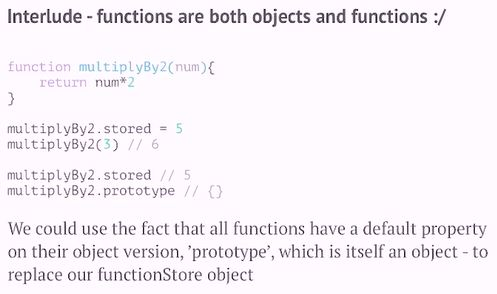 Interlude - functions are both objects and functions :/
function multiplyBy2(num){
return num*2
}
multiplyBy2.stored = 5
multiplyBy2(3) // 6
multiplyBy2.stored // 5
multiplyBy2.prototype // {}
We could use the fact that all functions have a default property
on their object version, ’prototype’, which is itself an object - to
replace our functionStore object